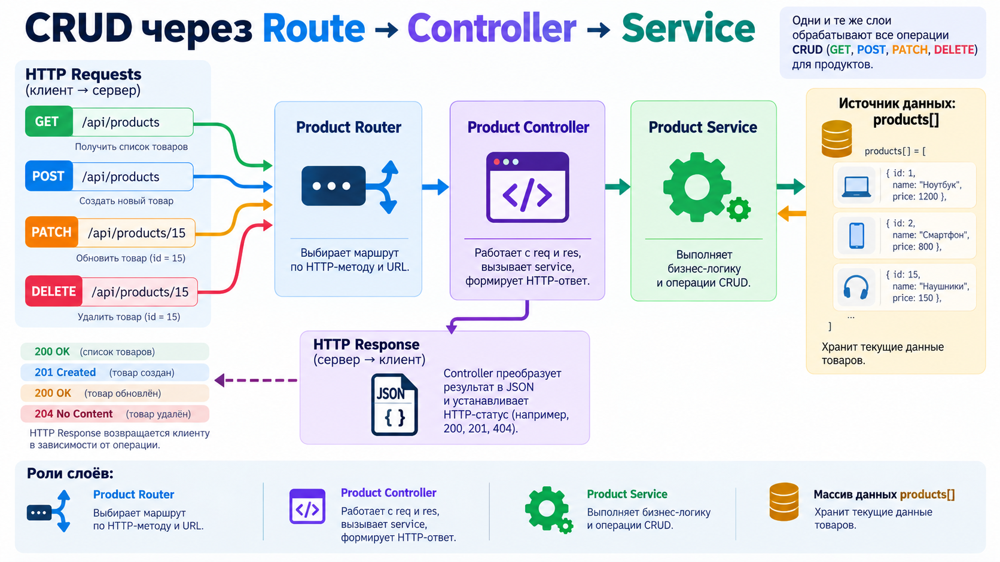 CRUD через Route → Controller → Service
Одни и те же слои
обрабатывают все операции
CRUD (GET, POST, PATCH, DELETE)
для продуктов.
HTTP Requests
(клиент → сервер)
GET /api/products
Получить список товаров
POST /api/products
Создать новый товар
PATCH /api/products/15
Обновить товар (id = 15)
DELETE /api/products/15
Удалить товар (id = 15)
Product Router
Выбирает маршрут
по HTTP-методу и URL.
Product Controller
</>
Работает с req и res,
вызывает service,
формирует HTTP-ответ.
Product Service
Выполняет
бизнес-логику
и операции CRUD.
Источник данных:
products[]
products[] = [
{ id: 1,
name: "Ноутбук",
price: 1200 },
{ id: 2,
name: "Смартфон",
price: 800 },
{ id: 15,
name: "Наушники",
price: 150 },
...
]
Хранит текущие данные
товаров.
200 OK (список товаров)
201 Created (товар создан)
200 OK (товар обновлён)
204 No Content (товар удалён)
HTTP Response возвращается клиенту
в зависимости от операции.
HTTP Response
(сервер → клиент)
JSON
{ }
Controller преобразует
результат в JSON
и устанавливает
HTTP-статус (например,
200, 201, 404).
Роли слоёв:
Product Router
Выбирает маршрут
по HTTP-методу и URL.
</>
Product Controller
Работает с req и res,
вызывает service,
формирует HTTP-ответ.
Product Service
Выполняет бизнес-логику
и операции CRUD.
Массив данных products[]
Хранит текущие данные
товаров.